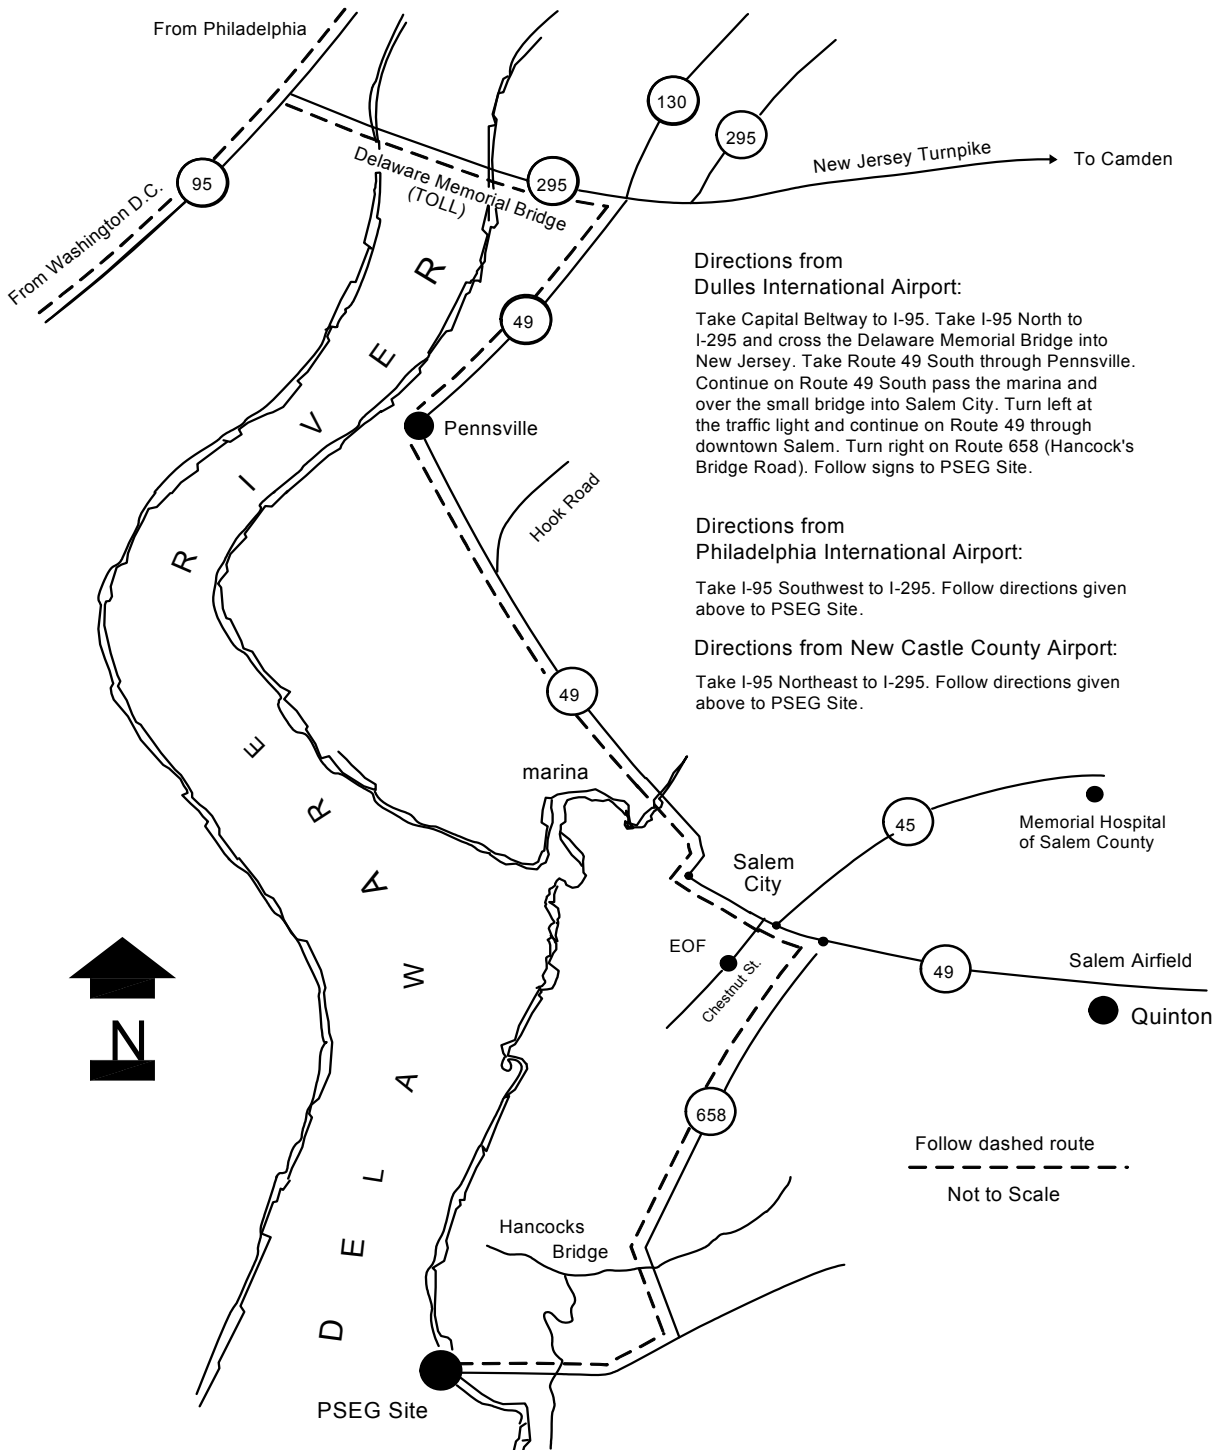 From Philadelphia
130
295
New Jersey Turnpike
To Camden
95
Delaware Memorial Bridge
(TOLL)
295
From Washington D.C.
49
Directions from
Dulles International Airport:
Take Capital Beltway to I-95. Take I-95 North to
I-295 and cross the Delaware Memorial Bridge into
New Jersey. Take Route 49 South through Pennsville.
Continue on Route 49 South pass the marina and
over the small bridge into Salem City. Turn left at
the traffic light and continue on Route 49 through
downtown Salem. Turn right on Route 658 (Hancock's
Bridge Road). Follow signs to PSEG Site.
Pennsville
Hook Road
Directions from
Philadelphia International Airport:
Take I-95 Southwest to I-295. Follow directions given
above to PSEG Site.
Directions from New Castle County Airport:
Take I-95 Northeast to I-295. Follow directions given
above to PSEG Site.
49
marina
45
Memorial Hospital
of Salem County
Salem
City
EOF
Chestnut St.
49
Salem Airfield
Quinton
N
658
Follow dashed route
Not to Scale
Hancocks
Bridge
DELAWARE RIVER
PSEG Site